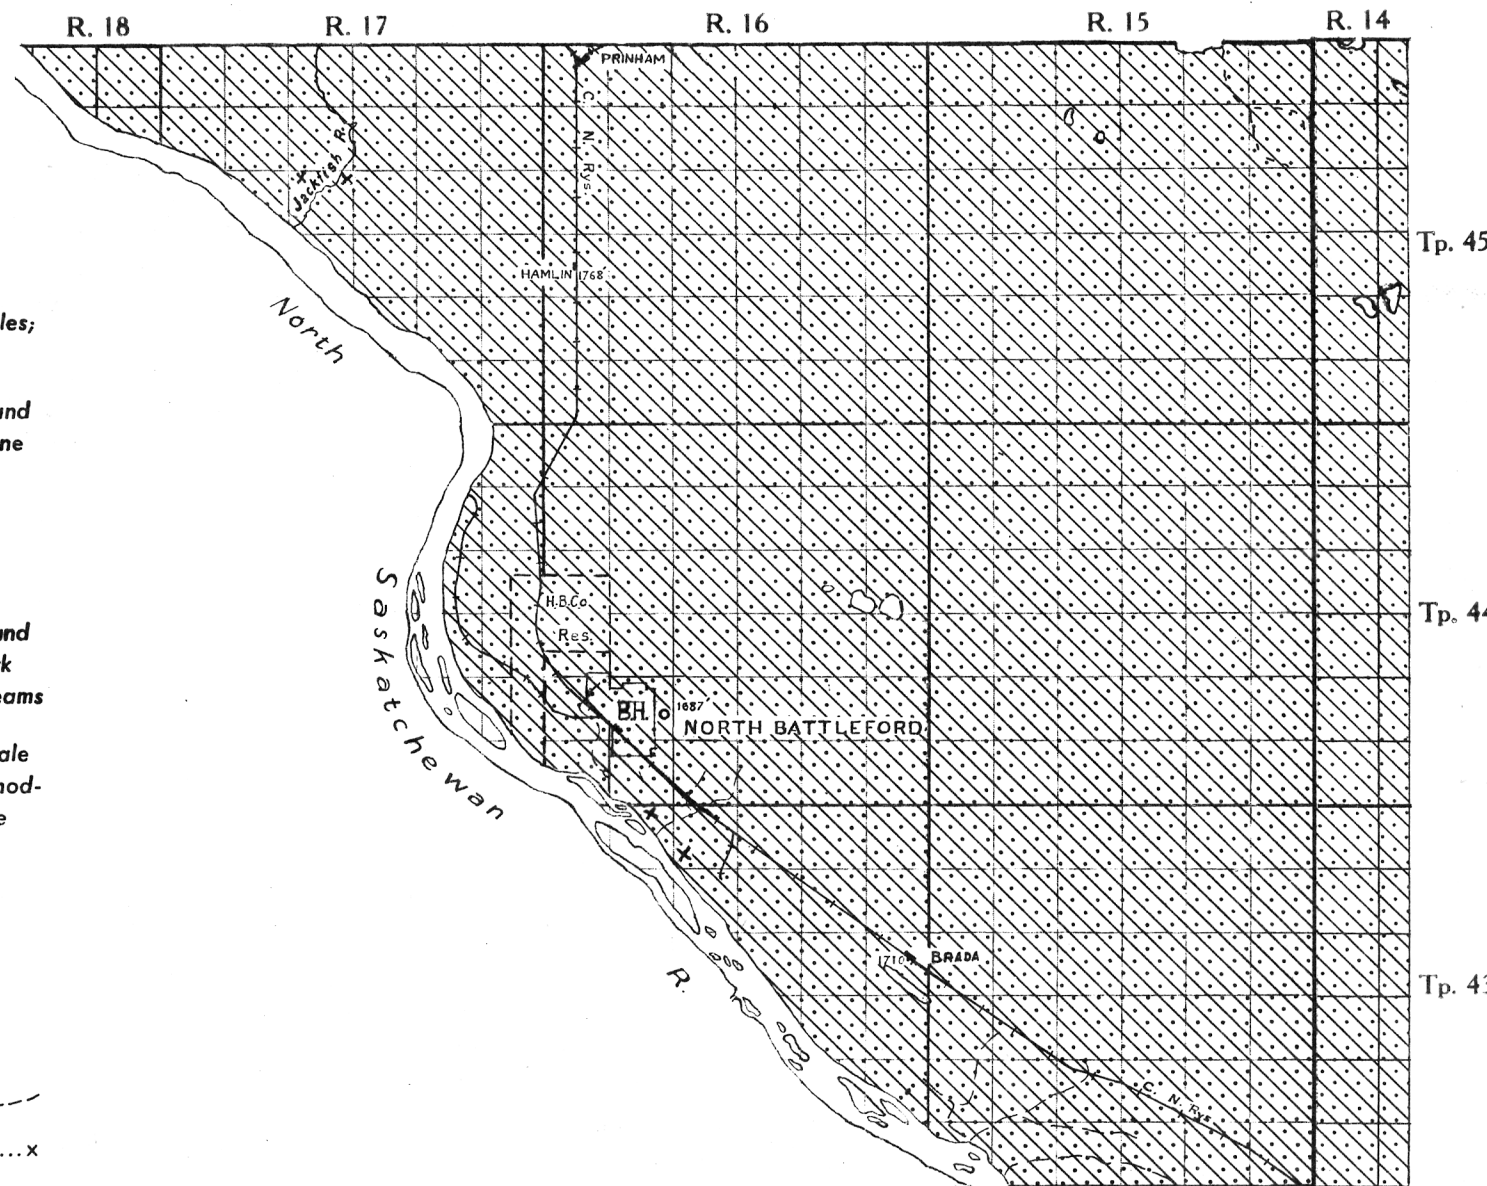 R. 18
R. 17
R. 16
R. 15
R. 14
PRINHAM
C. N. Rys.
Jackfish R.
Tp. 45
HAMLIN 1768
North
les;
und
ne
Saskatchewan
H.B.Co.
Res.
Tp. 44
und
k
eams
B.H.
1687
NORTH BATTLEFORD
ale
mod-
e
R.
1710
BRADA
Tp. 43
C. N. Rys.
...x